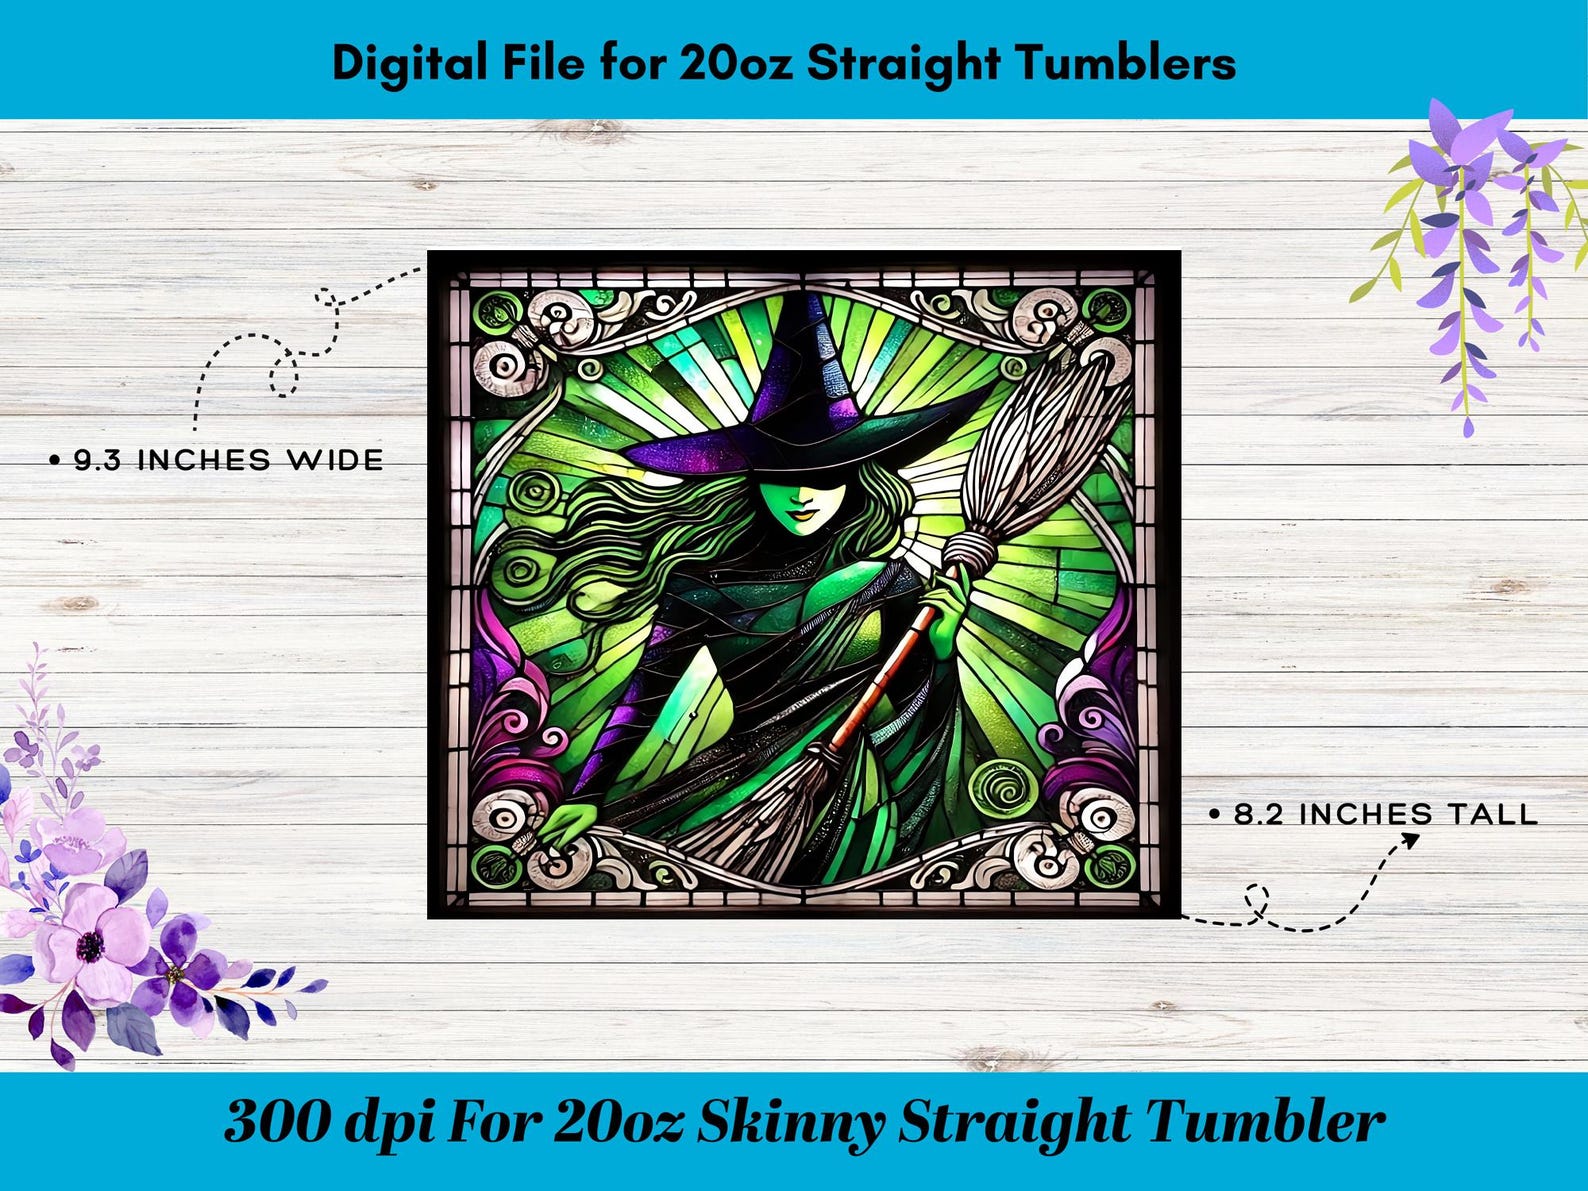 Digital File for 20oz Straight Tumblers
• 9.3 INCHES WIDE
• 8.2 INCHES TALL
300 dpi For 20oz Skinny Straight Tumbler